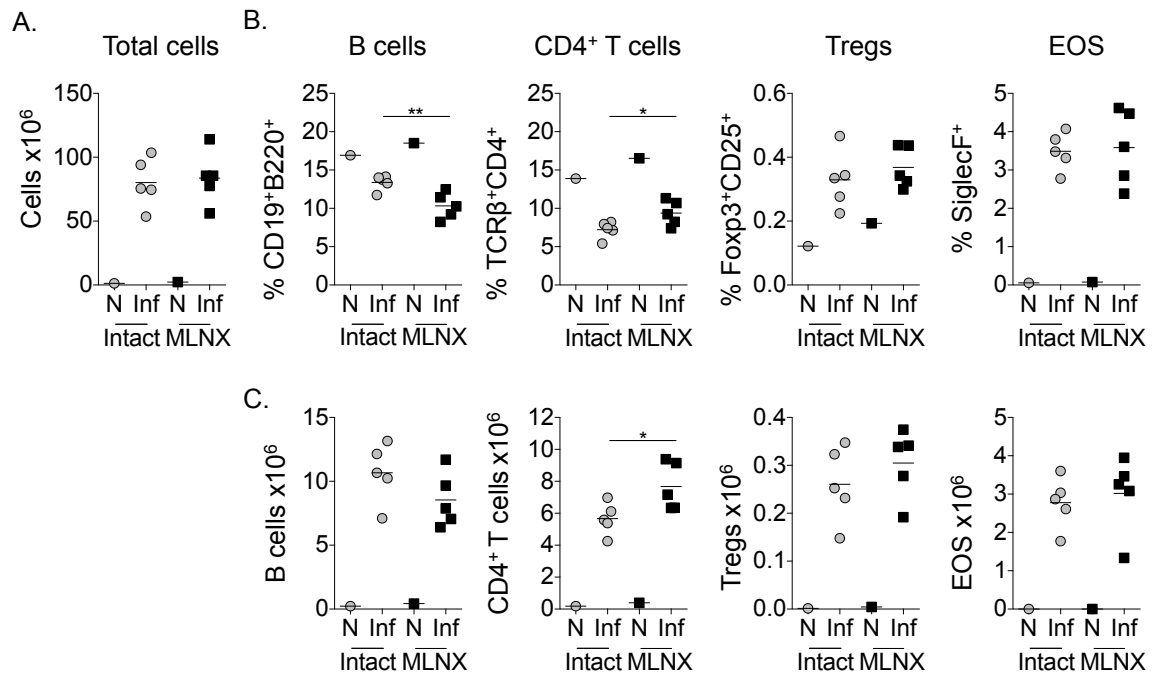 A.
B.
Total cells
B cells
CD4⁺ T cells
Tregs
EOS
Cells x10⁶
150
100
50
0
N Inf N Inf
Intact MLNX
% CD19⁺B220⁺
25
20
15
10
5
0
**
N Inf N Inf
Intact MLNX
% TCRβ⁺CD4⁺
25
20
15
10
5
0
*
N Inf N Inf
Intact MLNX
% Foxp3⁺CD25⁺
0.6
0.4
0.2
0.0
N Inf N Inf
Intact MLNX
% SiglecF⁺
5
4
3
2
1
0
N Inf N Inf
Intact MLNX
C.
B cells x10⁶
15
10
5
0
N Inf N Inf
Intact MLNX
CD4⁺ T cells x10⁶
12
10
8
6
4
2
0
*
N Inf N Inf
Intact MLNX
Tregs x10⁶
0.4
0.3
0.2
0.1
0.0
N Inf N Inf
Intact MLNX
EOS x10⁶
5
4
3
2
1
0
N Inf N Inf
Intact MLNX